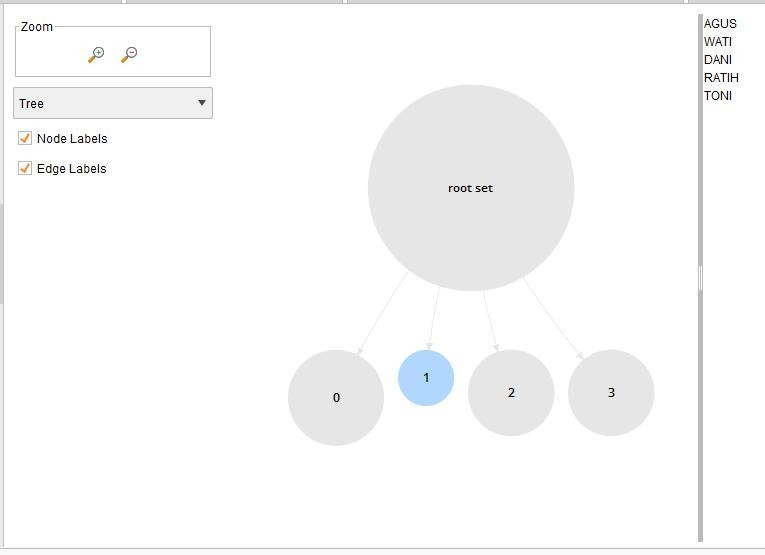 Zoom
Tree
Node Labels
Edge Labels
root set
0
1
2
3
AGUS
WATI
DANI
RATIH
TONI